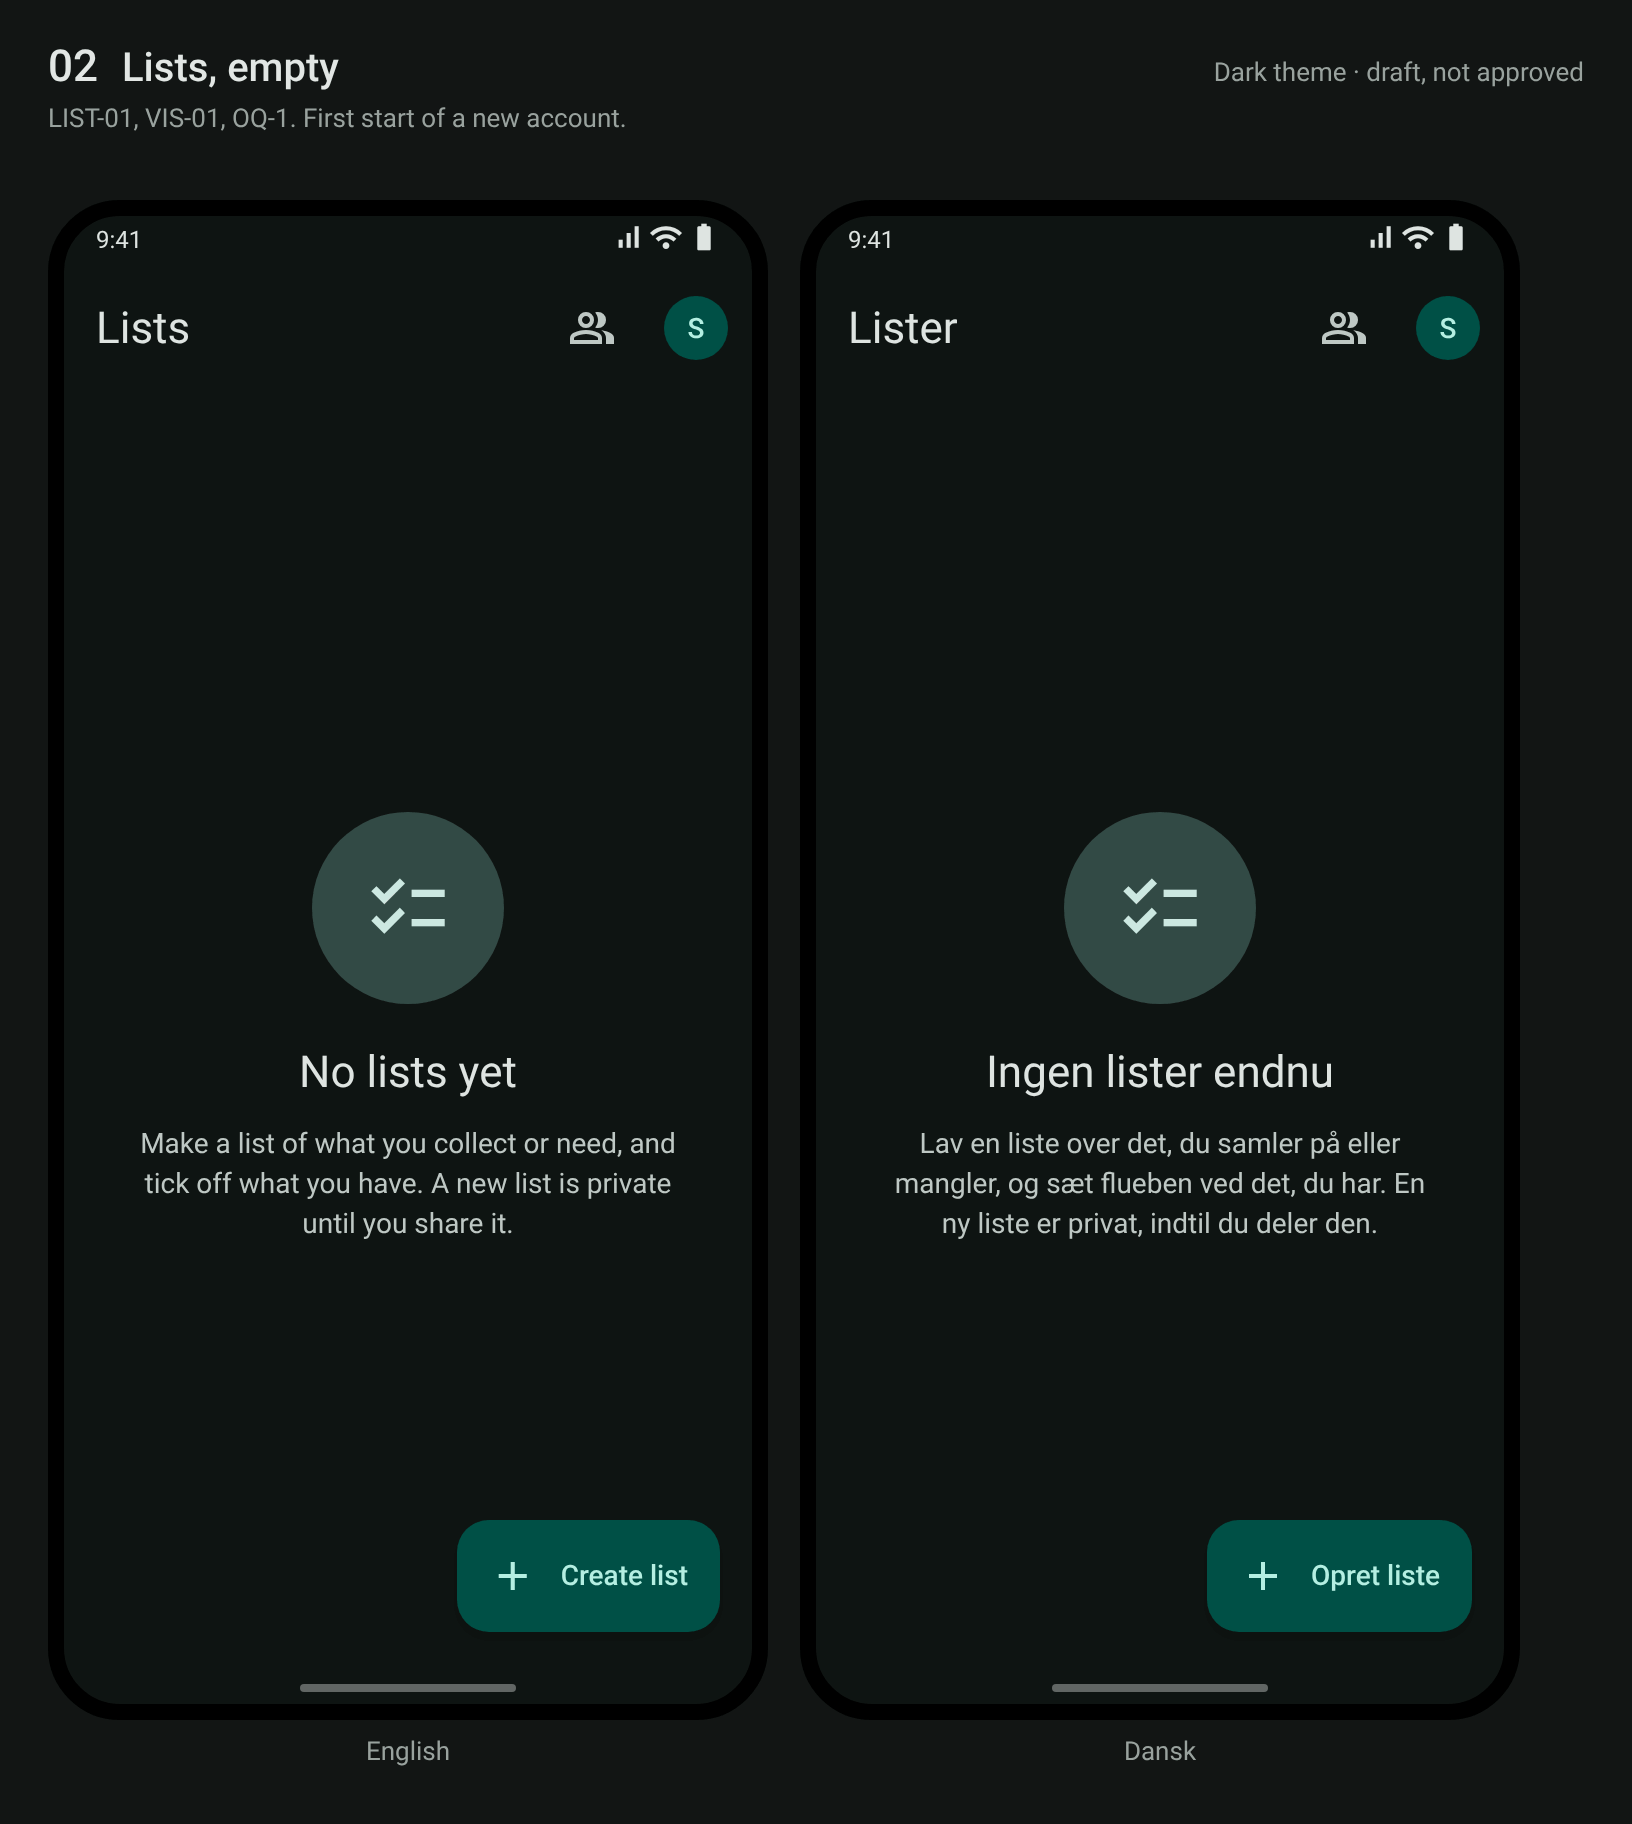 02 Lists, empty
Dark theme · draft, not approved
LIST-01, VIS-01, OQ-1. First start of a new account.
9:41
Lists
S
No lists yet
Make a list of what you collect or need, and
tick off what you have. A new list is private
until you share it.
Create list
English
9:41
Lister
S
Ingen lister endnu
Lav en liste over det, du samler på eller
mangler, og sæt flueben ved det, du har. En
ny liste er privat, indtil du deler den.
Opret liste
Dansk